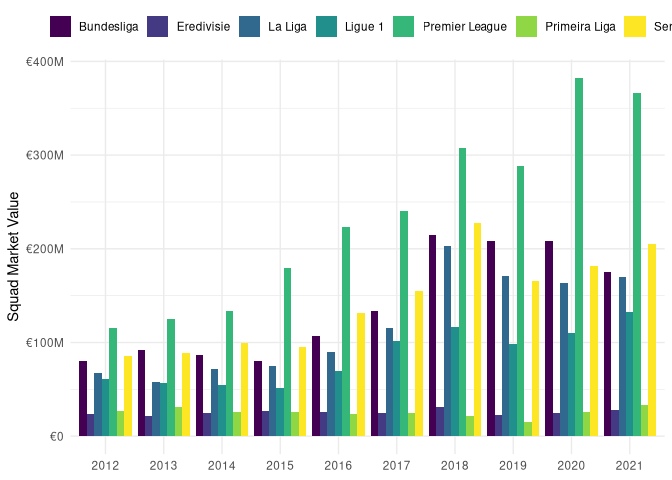 Bundesliga Eredivisie La Liga Ligue 1 Premier League Primeira Liga Ser
€400M
€300M
€200M
€100M
€0
Squad Market Value
2012 2013 2014 2015 2016 2017 2018 2019 2020 2021